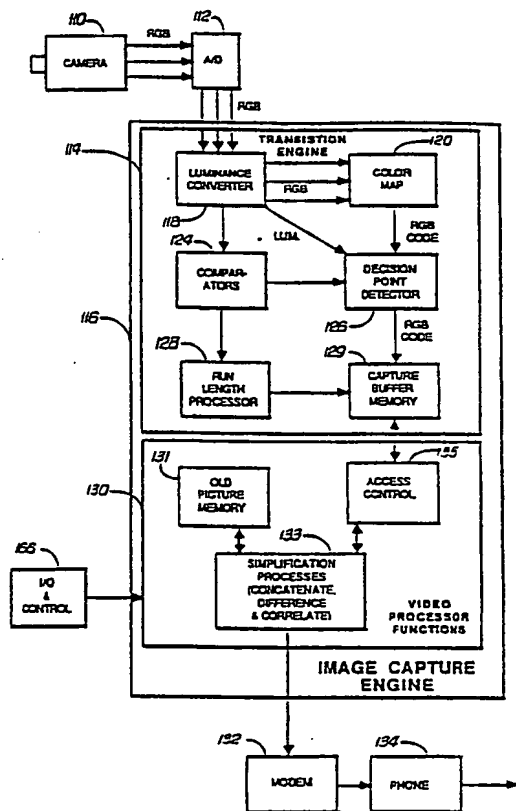 110
112
RGB
CAMERA
A/D
RGB
114
TRANSISTION
ENGINE
120
LUMINANCE
CONVERTER
RGB
COLOR
MAP
118
124
LUM.
RGB
CODE
COMPAR-
ATORS
DECISION
POINT
DETECTOR
116
126
RGB
CODE
128
129
RUN
LENGTH
PROCESSOR
CAPTURE
BUFFER
MEMORY
131
135
130
OLD
PICTURE
MEMORY
ACCESS
CONTROL
133
166
I/O
&
CONTROL
SIMPLIFICATION
PROCESSES
(CONCATENATE,
DIFFERENCE
& CORRELATE)
VIDEO
PROCESSOR
FUNCTIONS
IMAGE CAPTURE
ENGINE
132
134
MODEM
PHONE